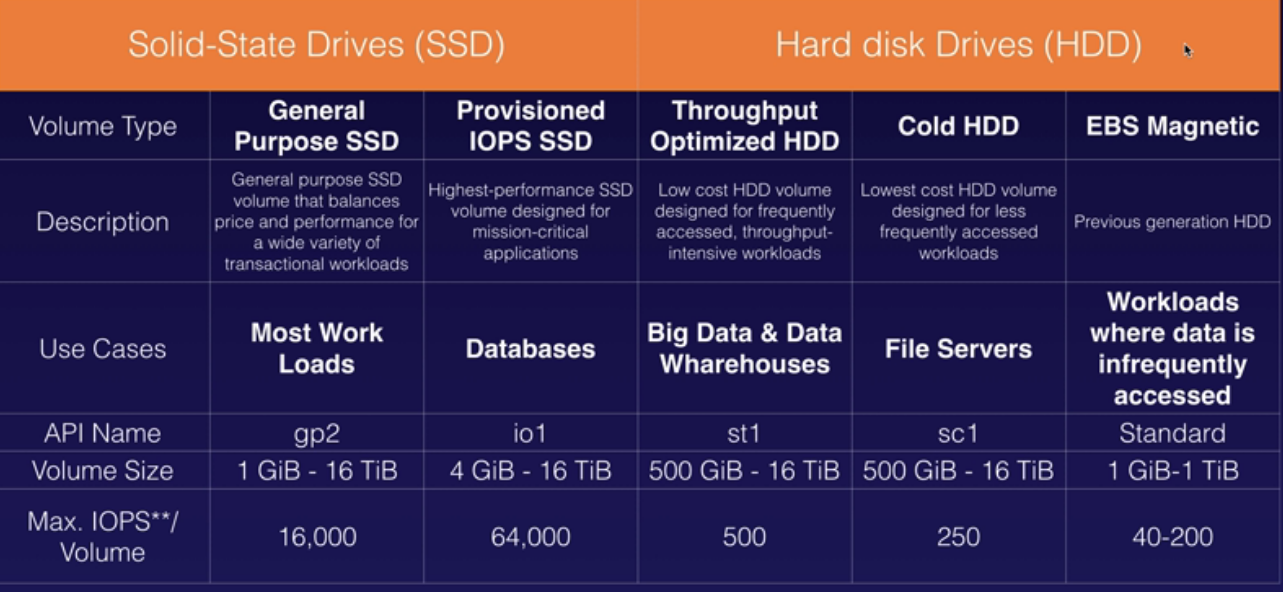 Solid-State Drives (SSD)
Hard disk Drives (HDD)
Volume Type
General
Purpose SSD
Provisioned
IOPS SSD
Throughput
Optimized HDD
Cold HDD
EBS Magnetic
Description
General purpose SSD
volume that balances
price and performance for
a wide variety of
transactional workloads
Highest-performance SSD
volume designed for
mission-critical
applications
Low cost HDD volume
designed for frequently
accessed, throughput-
intensive workloads
Lowest cost HDD volume
designed for less
frequently accessed
workloads
Previous generation HDD
Use Cases
Most Work
Loads
Databases
Big Data & Data
Wharehouses
File Servers
Workloads
where data is
infrequently
accessed
API Name
gp2
io1
st1
sc1
Standard
Volume Size
1 GiB - 16 TiB
4 GiB - 16 TiB
500 GiB - 16 TiB
500 GiB - 16 TiB
1 GiB-1 TiB
Max. IOPS**/
Volume
16,000
64,000
500
250
40-200